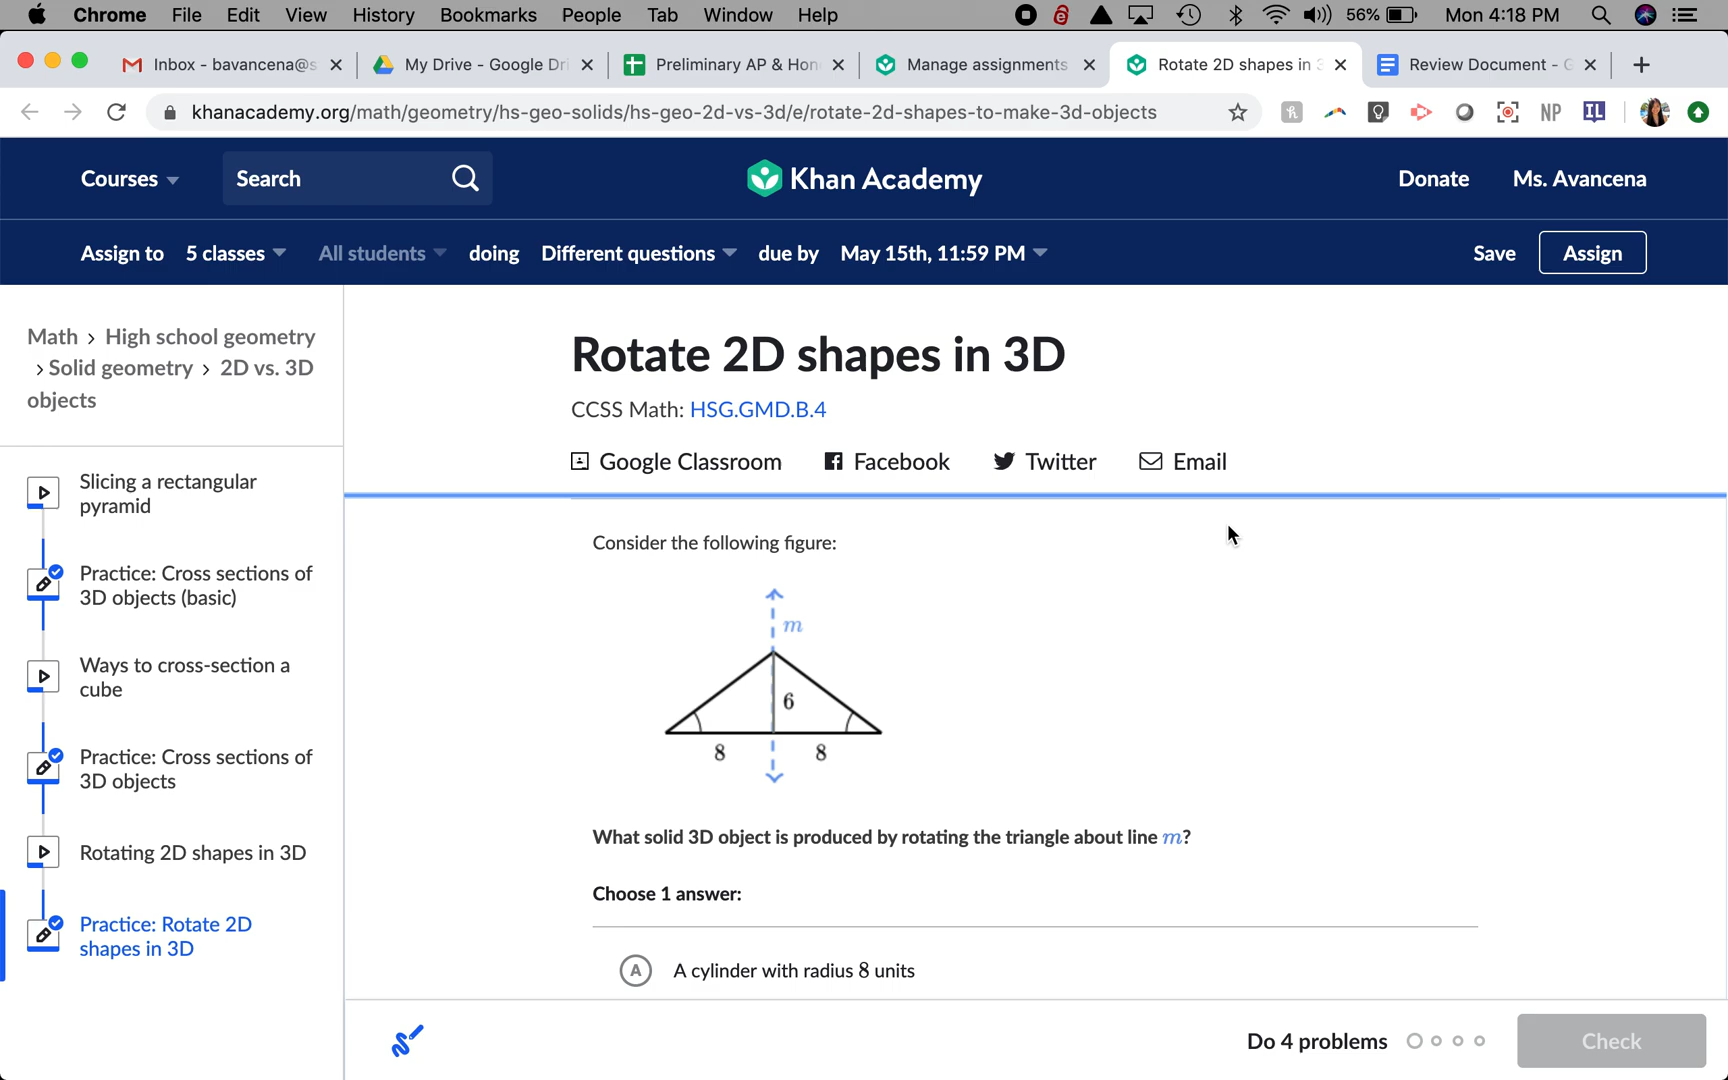 Chrome File Edit View History Bookmarks People Tab Window Help 56% Mon 4:18 PM
Inbox - bavancena@s My Drive - Google Dri Preliminary AP & Hon Manage assignments Rotate 2D shapes in 3 Review Document - G
khanacademy.org/math/geometry/hs-geo-solids/hs-geo-2d-vs-3d/e/rotate-2d-shapes-to-make-3d-objects NP IL
Courses Search Khan Academy Donate Ms. Avancena
Assign to 5 classes All students doing Different questions due by May 15th, 11:59 PM Save Assign
Math > High school geometry
> Solid geometry > 2D vs. 3D
objects
Slicing a rectangular
pyramid
Practice: Cross sections of
3D objects (basic)
Ways to cross-section a
cube
Practice: Cross sections of
3D objects
Rotating 2D shapes in 3D
Practice: Rotate 2D
shapes in 3D
Rotate 2D shapes in 3D
CCSS Math: HSG.GMD.B.4
Google Classroom Facebook Twitter Email
Consider the following figure:
m
6
8 8
What solid 3D object is produced by rotating the triangle about line m?
Choose 1 answer:
A A cylinder with radius 8 units
Do 4 problems Check